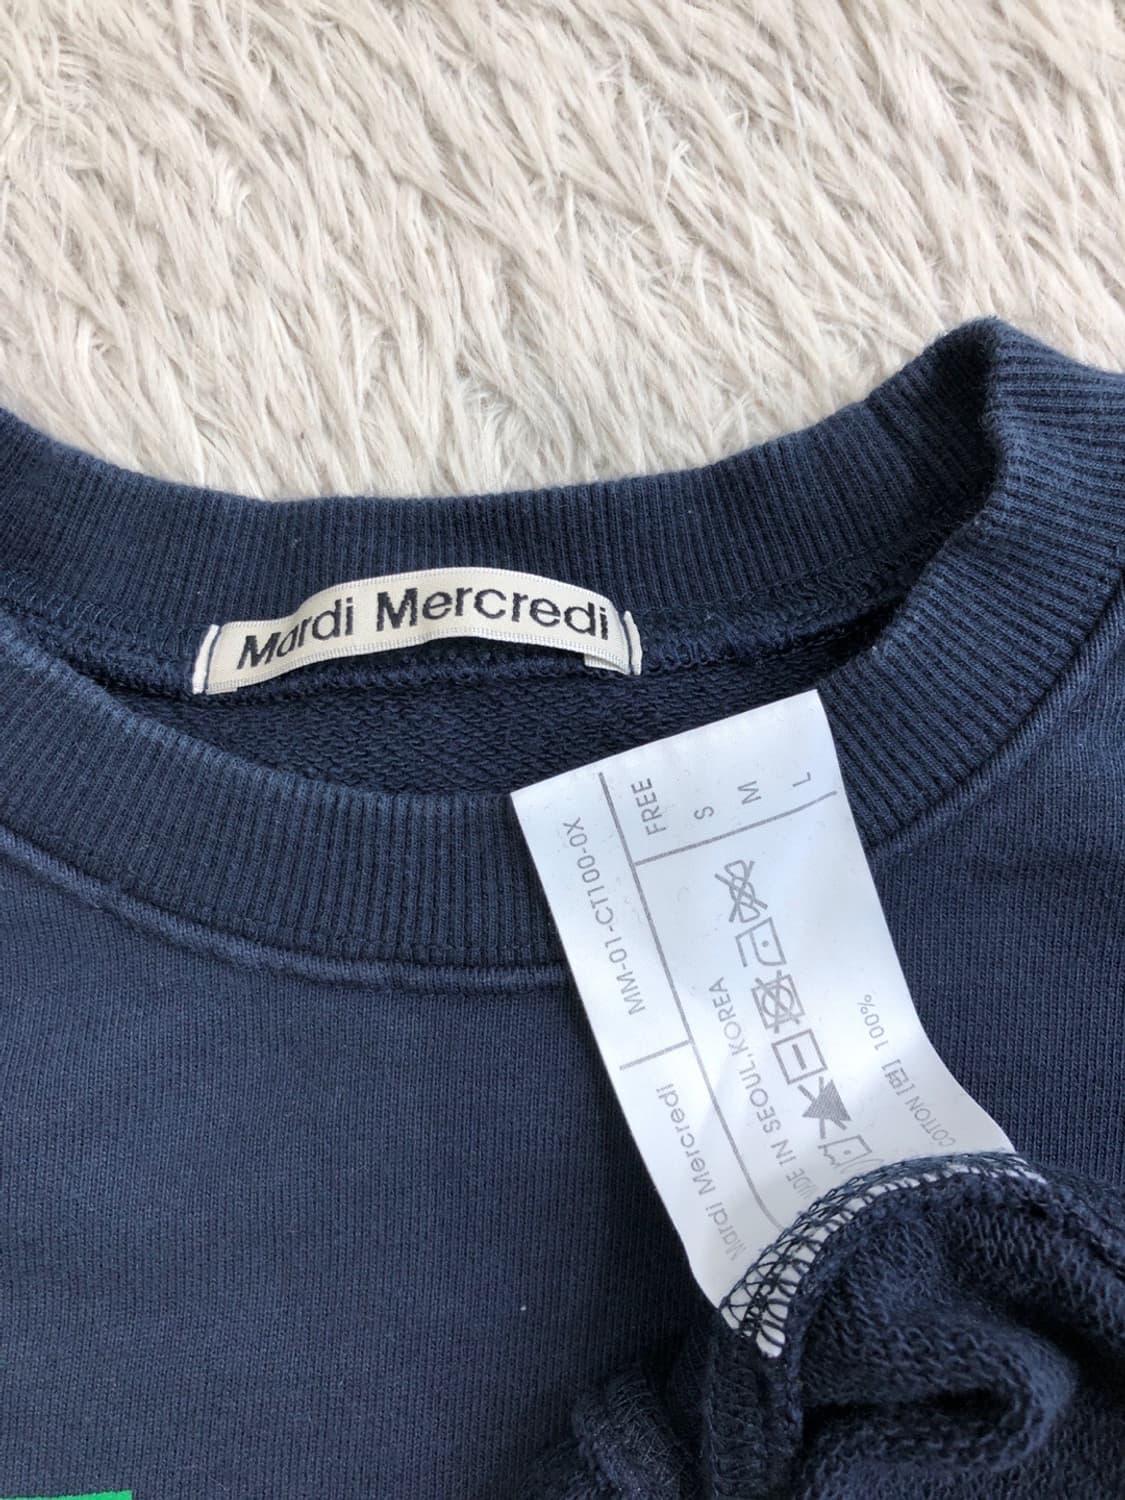 Mardi Mercredi
Mardi Mercredi
MM-01-CT100-0X
FREE
S
M
L
MADE IN SEOUL,KOREA
COTTON [면] 100%